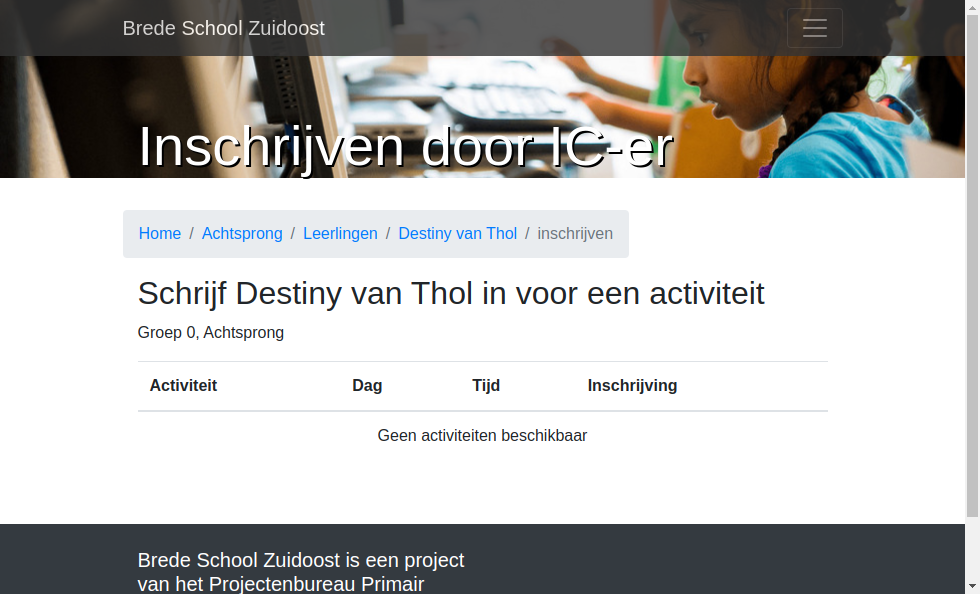 Brede School Zuidoost
Inschrijven door IC-er
Home / Achtsprong / Leerlingen / Destiny van Thol / inschrijven
Schrijf Destiny van Thol in voor een activiteit
Groep 0, Achtsprong
Activiteit Dag Tijd Inschrijving
Geen activiteiten beschikbaar
Brede School Zuidoost is een project
van het Projectenbureau Primair